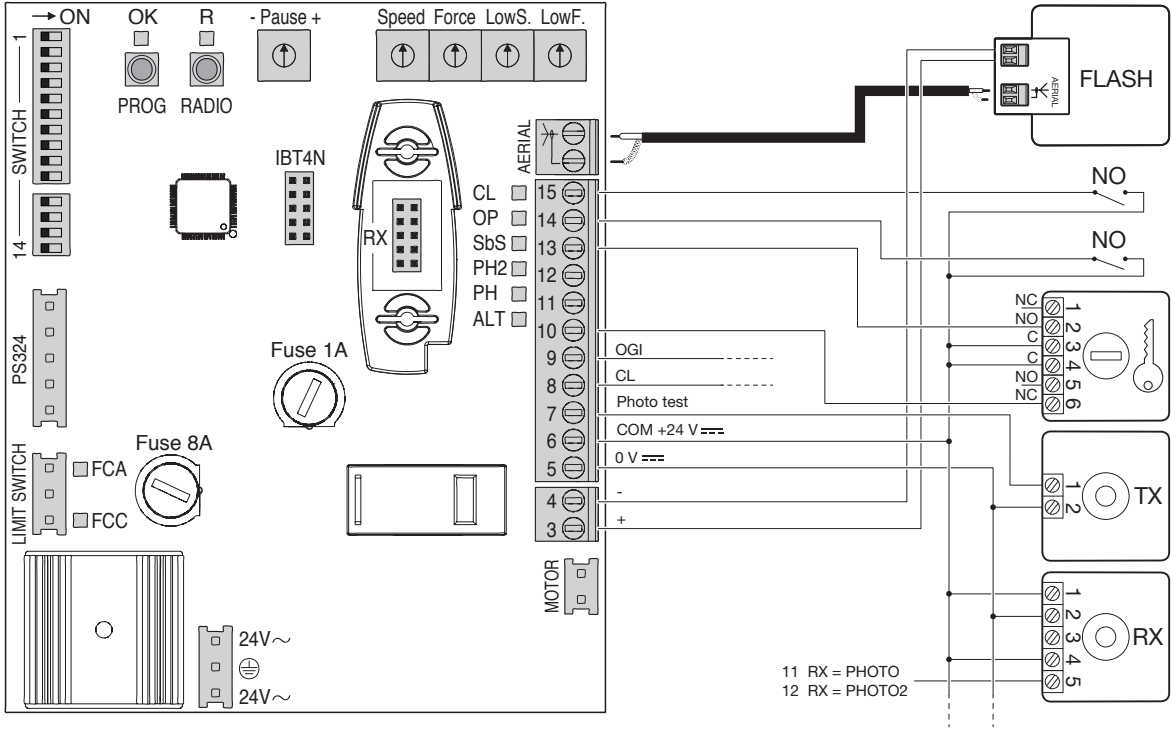 → ON
OK
R
- Pause +
Speed Force LowS. LowF.
1
SWITCH
14
PROG
RADIO
IBT4N
AERIAL
FLASH
AERIAL
RX
CL 15
OP 14
SbS 13
PH2 12
PH 11
ALT 10
9 OGI
8 CL
7 Photo test
6 COM +24 V
5 0 V
4 -
3 +
NO
NO
NC 1
NO 2
C 3
C 4
NO 5
NC 6
PS324
Fuse 1A
Fuse 8A
LIMIT SWITCH
FCA
FCC
MOTOR
24V~
24V~
1
2
TX
1
2
3
4
5
RX
11 RX = PHOTO
12 RX = PHOTO2